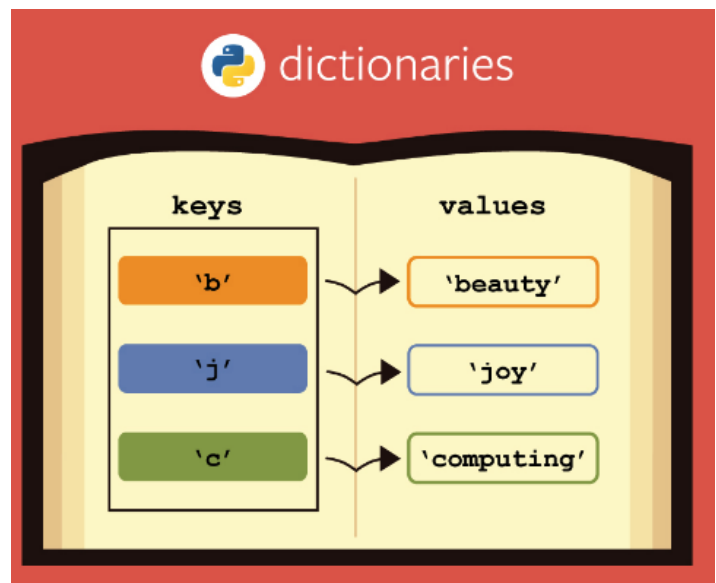 dictionaries
keys values
‘b’ ‘beauty’
‘j’ ‘joy’
‘c’ ‘computing’